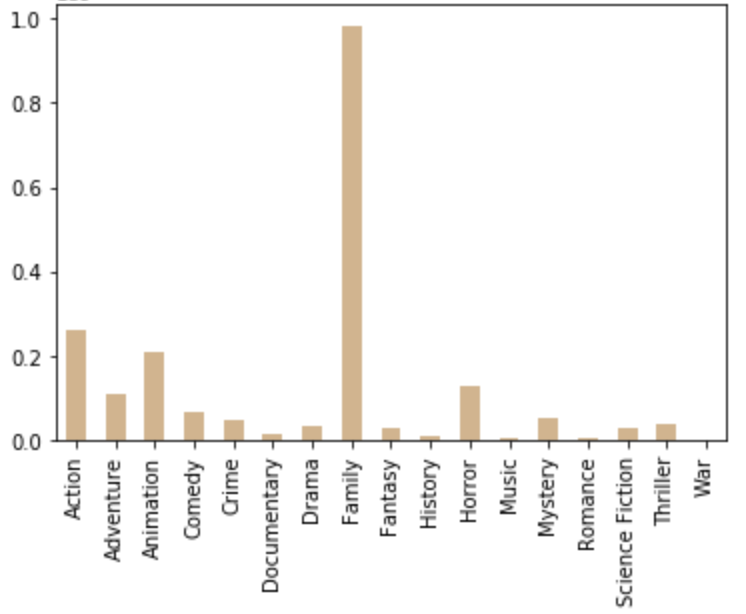 1.0
0.8
0.6
0.4
0.2
0.0
Action
Adventure
Animation
Comedy
Crime
Documentary
Drama
Family
Fantasy
History
Horror
Music
Mystery
Romance
Science Fiction
Thriller
War